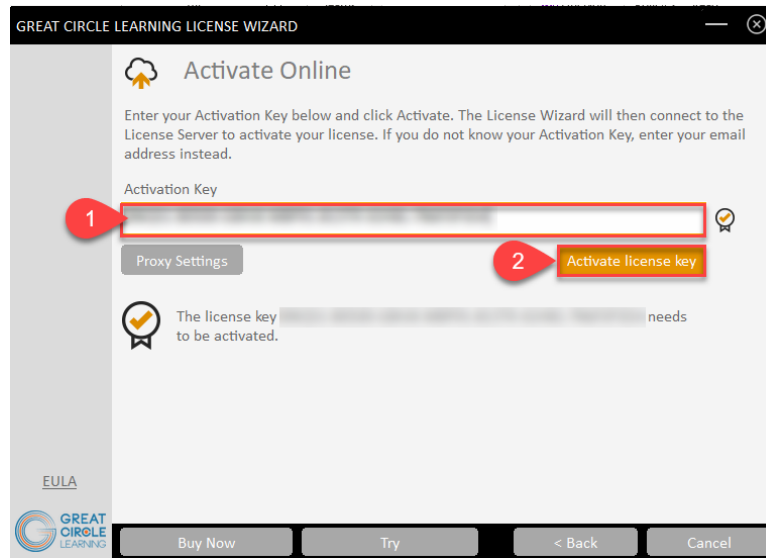 GREAT CIRCLE LEARNING LICENSE WIZARD
Activate Online
Enter your Activation Key below and click Activate. The License Wizard will then connect to the
License Server to activate your license. If you do not know your Activation Key, enter your email
address instead.
Activation Key
1
Proxy Settings
2
Activate license key
The license key needs
to be activated.
EULA
GREAT
CIRCLE
LEARNING
Buy Now
Try
< Back
Cancel